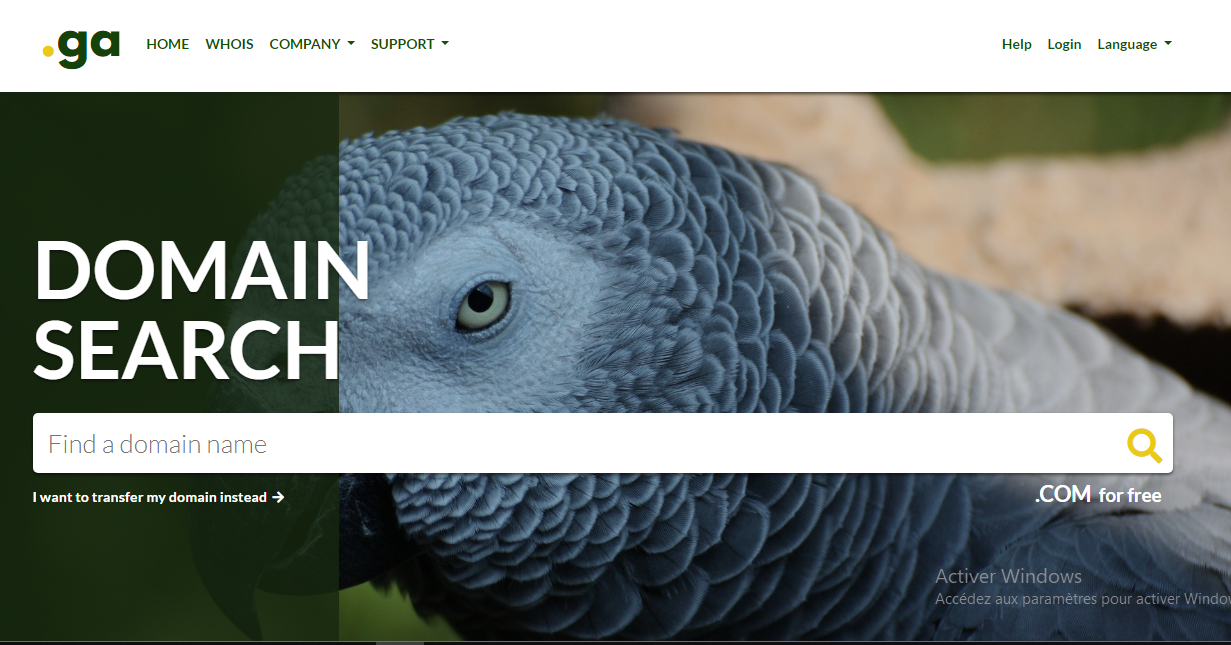 .ga
HOME WHOIS COMPANY SUPPORT
Help Login Language
DOMAIN
SEARCH
Find a domain name
I want to transfer my domain instead
.COM for free
Activer Windows
Accédez aux paramètres pour activer Window